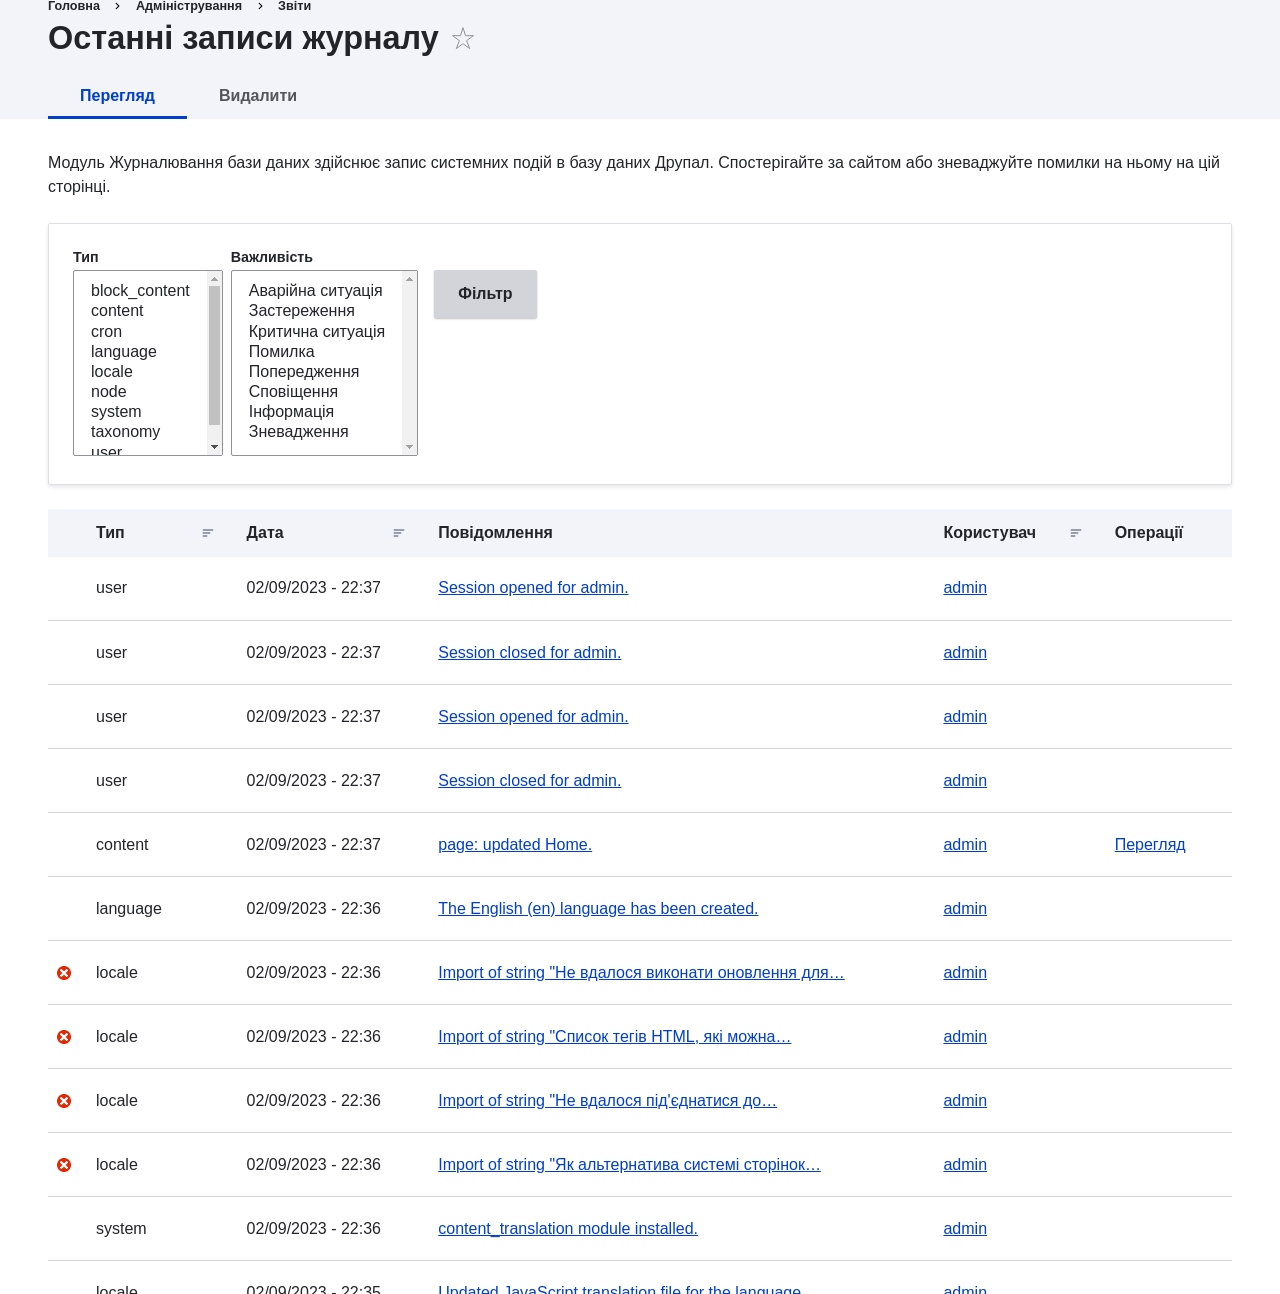 Головна > Адміністрування > Звіти
Останні записи журналу
Перегляд Видалити
Модуль Журналювання бази даних здійснює запис системних подій в базу даних Друпал. Спостерігайте за сайтом або зневаджуйте помилки на ньому на цій
сторінці.
Тип
block_content
content
cron
language
locale
node
system
taxonomy
user
Важливість
Аварійна ситуація
Застереження
Критична ситуація
Помилка
Попередження
Сповіщення
Інформація
Зневадження
Фільтр
Тип Дата Повідомлення Користувач Операції
user 02/09/2023 - 22:37 Session opened for admin. admin
user 02/09/2023 - 22:37 Session closed for admin. admin
user 02/09/2023 - 22:37 Session opened for admin. admin
user 02/09/2023 - 22:37 Session closed for admin. admin
content 02/09/2023 - 22:37 page: updated Home. admin Перегляд
language 02/09/2023 - 22:36 The English (en) language has been created. admin
locale 02/09/2023 - 22:36 Import of string "Не вдалося виконати оновлення для… admin
locale 02/09/2023 - 22:36 Import of string "Список тегів HTML, які можна… admin
locale 02/09/2023 - 22:36 Import of string "Не вдалося під'єднатися до… admin
locale 02/09/2023 - 22:36 Import of string "Як альтернатива системі сторінок… admin
system 02/09/2023 - 22:36 content_translation module installed. admin
locale 02/09/2023 - 22:35 Updated JavaScript translation file for the language admin